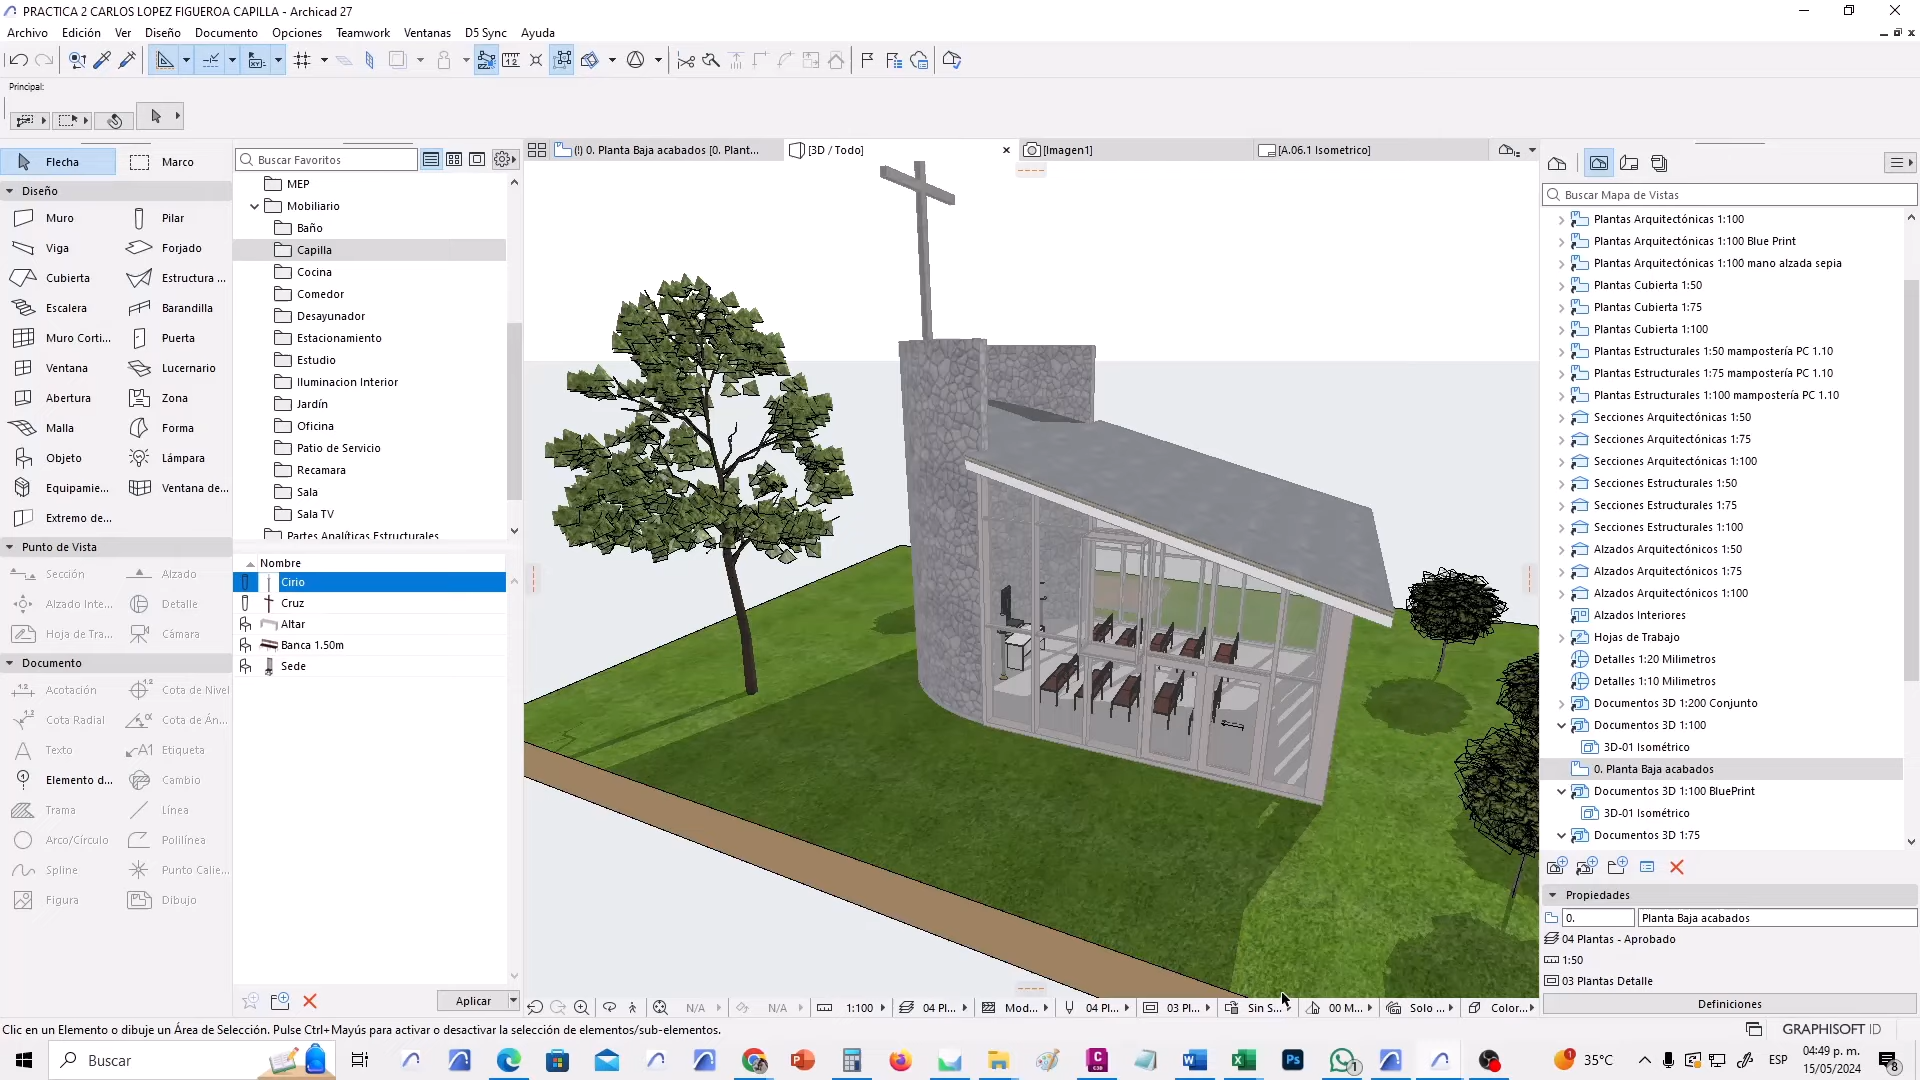 PRACTICA 2 CARLOS LOPEZ FIGUEROA CAPILLA - Archicad 27
Archivo Edición Ver Diseño Documento Opciones Teamwork Ventanas D5 Sync Ayuda
Principal:
Flecha Marco
Diseño
Muro Pilar
Viga Forjado
Cubierta Estructura ...
Escalera Barandilla
Muro Corti... Puerta
Ventana Lucernario
Abertura Zona
Malla Forma
Objeto Lámpara
Equipamie... Ventana de...
Extremo de...
Punto de Vista
Sección Alzado
Alzado Inte... Detalle
Hoja de Tra... Cámara
Documento
Acotación Cota de Nivel
Cota Radial Cota de Án...
Texto Etiqueta
Elemento d... Cambio
Trama Línea
Arco/Círculo Polilínea
Spline Punto Calie...
Figura Dibujo
Buscar Favoritos
MEP
Mobiliario
Baño
Capilla
Cocina
Comedor
Desayunador
Estacionamiento
Estudio
Iluminacion Interior
Jardín
Oficina
Patio de Servicio
Recamara
Sala
Sala TV
Partes Analíticas Estructurales
Nombre
Cirio
Cruz
Altar
Banca 1.50m
Sede
Aplicar
(!) 0. Planta Baja acabados [0. Plant...
[3D / Todo]
[Imagen1]
[A.06.1 Isometrico]
N/A N/A 1:100 04 Pl... Mod... 04 Pl... 03 Pl... Sin S... 00 M... Solo ... Color...
Buscar Mapa de Vistas
Plantas Arquitectónicas 1:100
Plantas Arquitectónicas 1:100 Blue Print
Plantas Arquitectónicas 1:100 mano alzada sepia
Plantas Cubierta 1:50
Plantas Cubierta 1:75
Plantas Cubierta 1:100
Plantas Estructurales 1:50 mampostería PC 1.10
Plantas Estructurales 1:75 mampostería PC 1.10
Plantas Estructurales 1:100 mampostería PC 1.10
Secciones Arquitectónicas 1:50
Secciones Arquitectónicas 1:75
Secciones Arquitectónicas 1:100
Secciones Estructurales 1:50
Secciones Estructurales 1:75
Secciones Estructurales 1:100
Alzados Arquitectónicos 1:50
Alzados Arquitectónicos 1:75
Alzados Arquitectónicos 1:100
Alzados Interiores
Hojas de Trabajo
Detalles 1:20 Milimetros
Detalles 1:10 Milimetros
Documentos 3D 1:200 Conjunto
Documentos 3D 1:100
3D-01 Isométrico
0. Planta Baja acabados
Documentos 3D 1:100 BluePrint
3D-01 Isométrico
Documentos 3D 1:75
Propiedades
0. Planta Baja acabados
04 Plantas - Aprobado
1:50
03 Plantas Detalle
Definiciones
Clic en un Elemento o dibuje un Área de Selección. Pulse Ctrl+Mayús para activar o desactivar la selección de elementos/sub-elementos.
GRAPHISOFT ID
Buscar
35°C
ESP
04:49 p. m.
15/05/2024
8